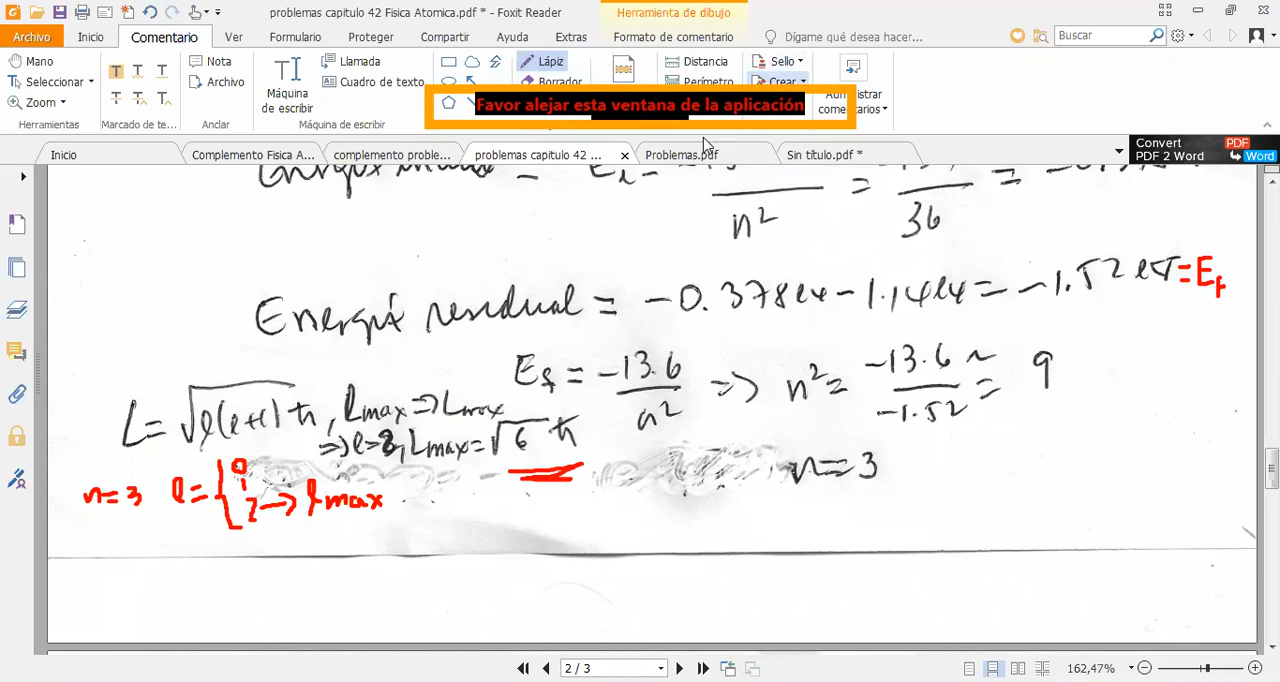 problemas capitulo 42 Fisica Atomica.pdf * - Foxit Reader
Herramienta de dibujo
Archivo Inicio Comentario Ver Formulario Proteger Compartir Ayuda Extras Formato de comentario Dígame qué desea hacer... Buscar
Mano
Seleccionar
Zoom
Herramientas
Marcado de te...
Nota
Archivo
Anclar
Máquina de escribir
Llamada
Cuadro de texto
Máquina de escribir
Lápiz
Borrador
Distancia
Perímetro
Sello
Crear
Administrar comentarios
Favor alejar esta ventana de la aplicación
Inicio Complemento Fisica A... complemento proble... problemas capitulo 42 ... Problemas.pdf Sin título.pdf *
Convert
PDF 2 Word
PDF
Word
n² 36
Energía residual = -0.378eV - 1.14eV = -1.52 eV = E_f
E_f = -13.6 / n² => n² = -13.6 / -1.52 ≈ 9
L = √l(l+1) ħ, lmax => Lmax
=> l=2, Lmax = √6 ħ
n=3
n=3 l = { 0
1
2 -> lmax
2 / 3
162,47%